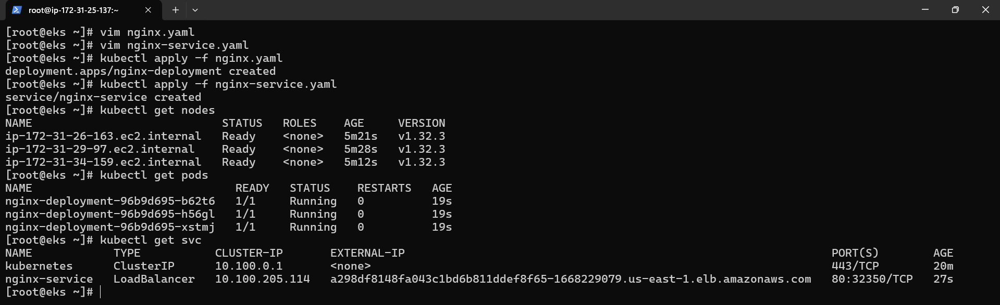 root@ip-172-31-25-137:~
[root@eks ~]# vim nginx.yaml
[root@eks ~]# vim nginx-service.yaml
[root@eks ~]# kubectl apply -f nginx.yaml
deployment.apps/nginx-deployment created
[root@eks ~]# kubectl apply -f nginx-service.yaml
service/nginx-service created
[root@eks ~]# kubectl get nodes
NAME                            STATUS   ROLES    AGE     VERSION
ip-172-31-26-163.ec2.internal   Ready    <none>   5m21s   v1.32.3
ip-172-31-29-97.ec2.internal    Ready    <none>   5m28s   v1.32.3
ip-172-31-34-159.ec2.internal   Ready    <none>   5m12s   v1.32.3
[root@eks ~]# kubectl get pods
NAME                              READY   STATUS    RESTARTS   AGE
nginx-deployment-96b9d695-b62t6   1/1     Running   0          19s
nginx-deployment-96b9d695-h56gl   1/1     Running   0          19s
nginx-deployment-96b9d695-xstmj   1/1     Running   0          19s
[root@eks ~]# kubectl get svc
NAME            TYPE           CLUSTER-IP       EXTERNAL-IP                                                               PORT(S)        AGE
kubernetes      ClusterIP      10.100.0.1       <none>                                                                    443/TCP        20m
nginx-service   LoadBalancer   10.100.205.114   a298df8148fa043c1bd6b811ddef8f65-1668229079.us-east-1.elb.amazonaws.com   80:32350/TCP   27s
[root@eks ~]#